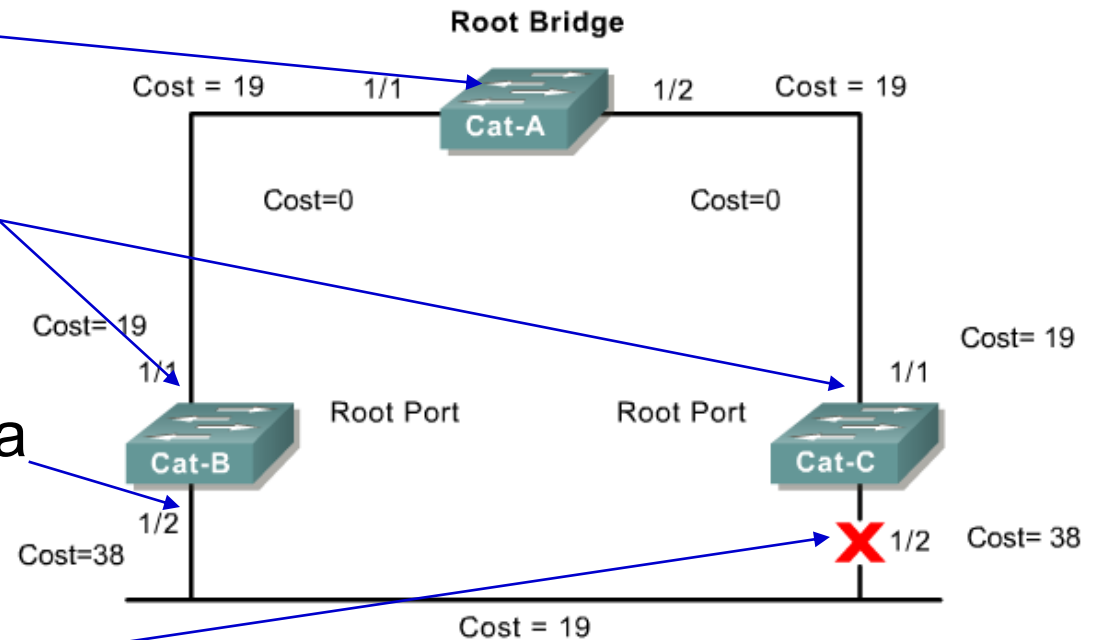 Root Bridge
Cost = 19 1/1 1/2 Cost = 19
Cat-A
Cost=0 Cost=0
Cost= 19 Cost= 19
1/1 1/1
Root Port Root Port
a
Cat-B Cat-C
1/2 1/2
Cost=38 Cost= 38
Cost = 19